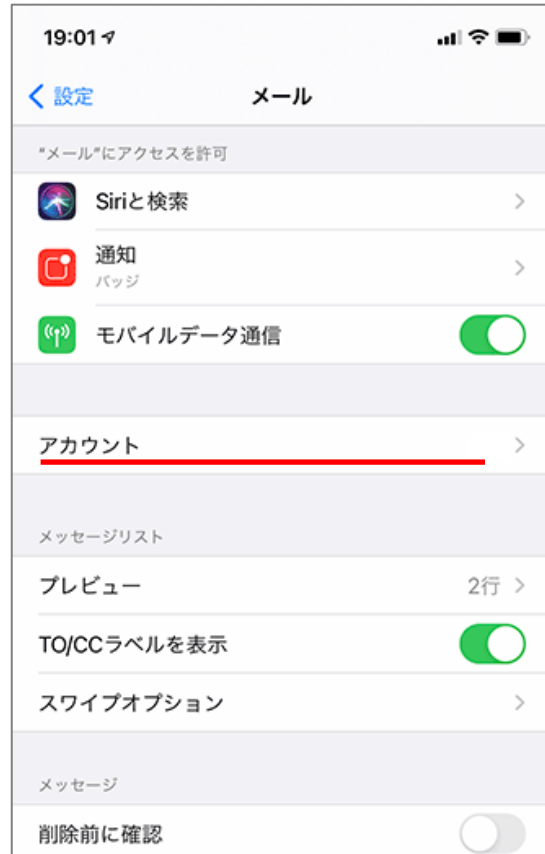 19:01
設定
メール
"メール"にアクセスを許可
Siriと検索
通知
バッジ
モバイルデータ通信
アカウント
メッセージリスト
プレビュー 2行
TO/CCラベルを表示
スワイプオプション
メッセージ
削除前に確認